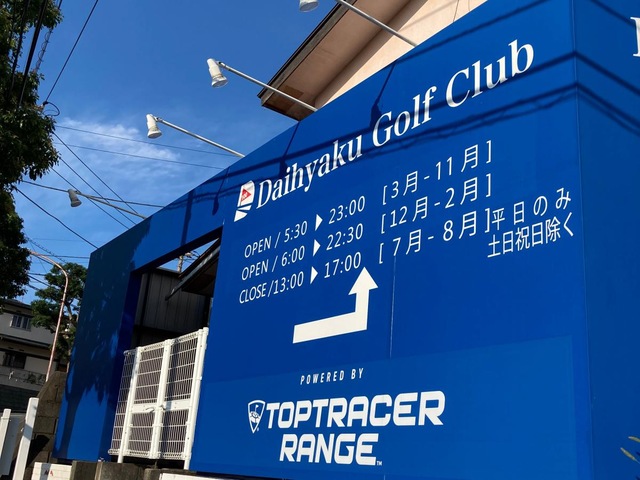 Daihyaku Golf Club
OPEN / 5:30 ▶ 23:00 [3月-11月]
OPEN / 6:00 ▶ 22:30 [12月-2月]
CLOSE /13:00 ▶ 17:00 [7月-8月] 平日のみ
土日祝日除く
POWERED BY
TOPTRACER
RANGE™